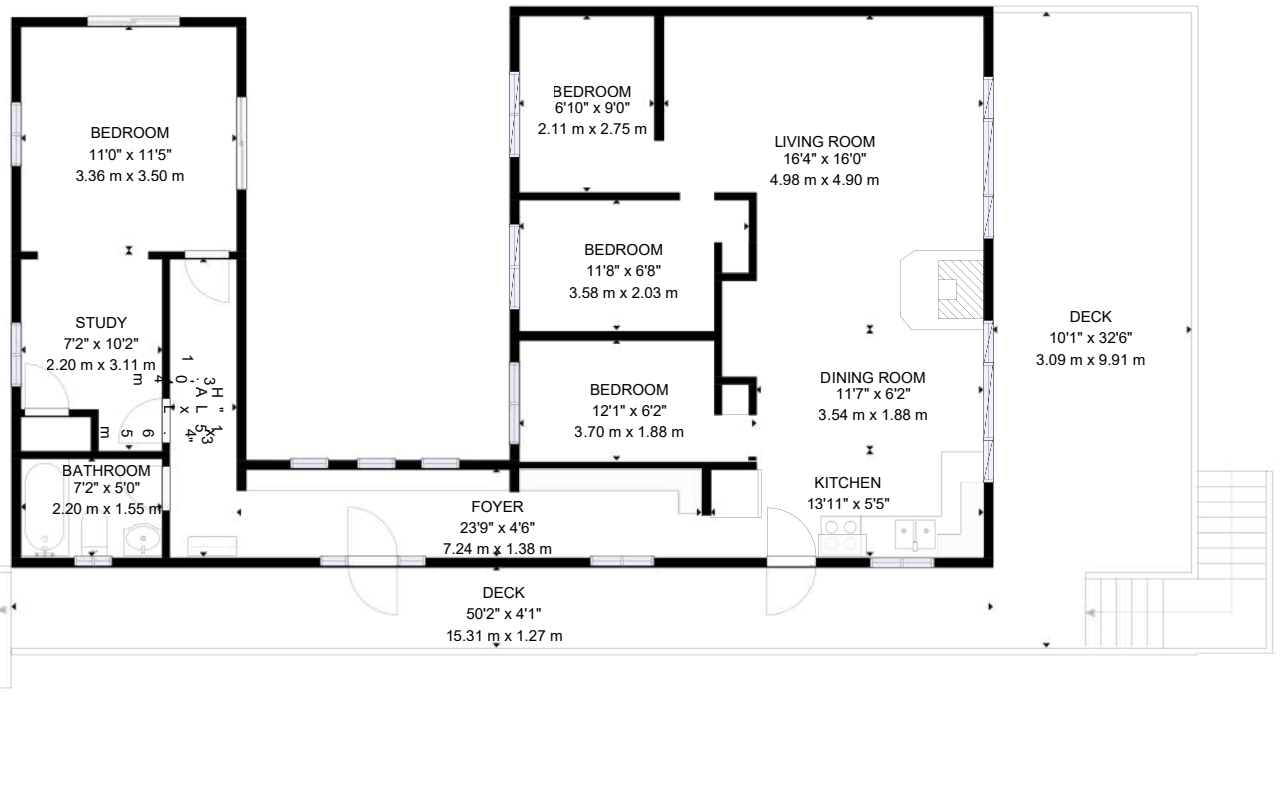 BEDROOM
11'0" x 11'5"
3.36 m x 3.50 m
BEDROOM
6'10" x 9'0"
2.11 m x 2.75 m
LIVING ROOM
16'4" x 16'0"
4.98 m x 4.90 m
BEDROOM
11'8" x 6'8"
3.58 m x 2.03 m
STUDY
7'2" x 10'2"
2.20 m x 3.11 m
DECK
10'1" x 32'6"
3.09 m x 9.91 m
BEDROOM
12'1" x 6'2"
3.70 m x 1.88 m
DINING ROOM
11'7" x 6'2"
3.54 m x 1.88 m
HALL
BATHROOM
7'2" x 5'0"
2.20 m x 1.55 m
KITCHEN
13'11" x 5'5"
FOYER
23'9" x 4'6"
7.24 m x 1.38 m
DECK
50'2" x 4'1"
15.31 m x 1.27 m